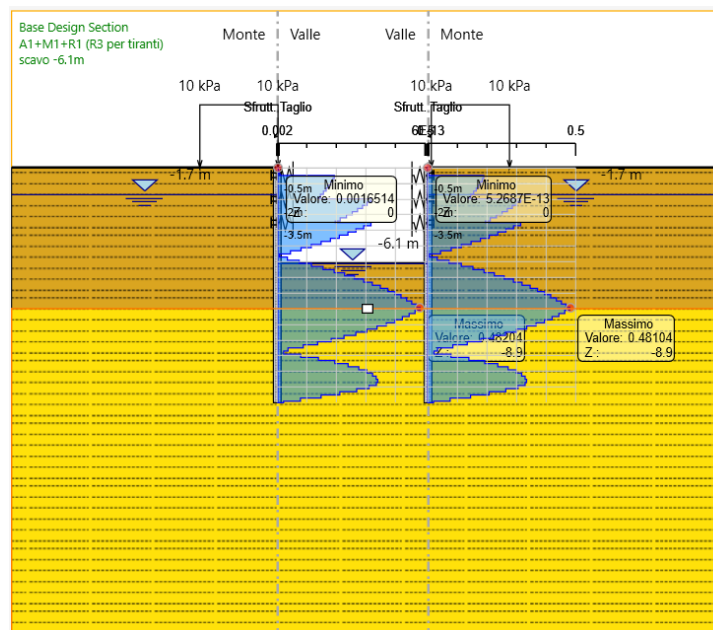 Base Design Section
A1+M1+R1 (R3 per tiranti)
scavo -6.1m
Monte
Valle
Valle
Monte
10 kPa
10 kPa
10 kPa
10 kPa
Sfrutt. Taglio
Sfrutt. Taglio
0.002
0.5
-1.7 m
-1.7 m
-0.5m
-2m
-3.5m
Minimo
Valore: 0.0016514
Z : 0
-0.5m
-2m
-3.5m
Minimo
Valore: 5.2687E-13
Z : 0
-6.1 m
Massimo
Valore: 0.48204
Z : -8.9
Massimo
Valore: 0.48104
Z : -8.9